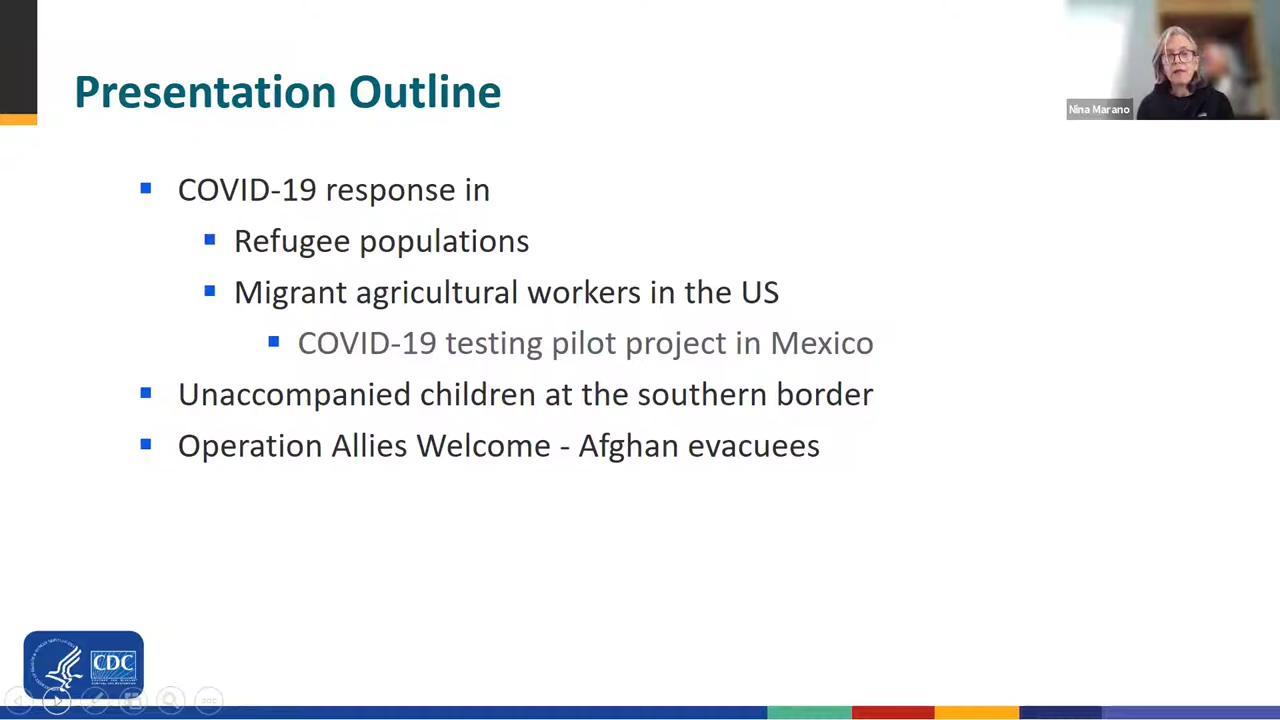 Presentation Outline
Nina Marano
COVID-19 response in
Refugee populations
Migrant agricultural workers in the US
COVID-19 testing pilot project in Mexico
Unaccompanied children at the southern border
Operation Allies Welcome - Afghan evacuees
CDC